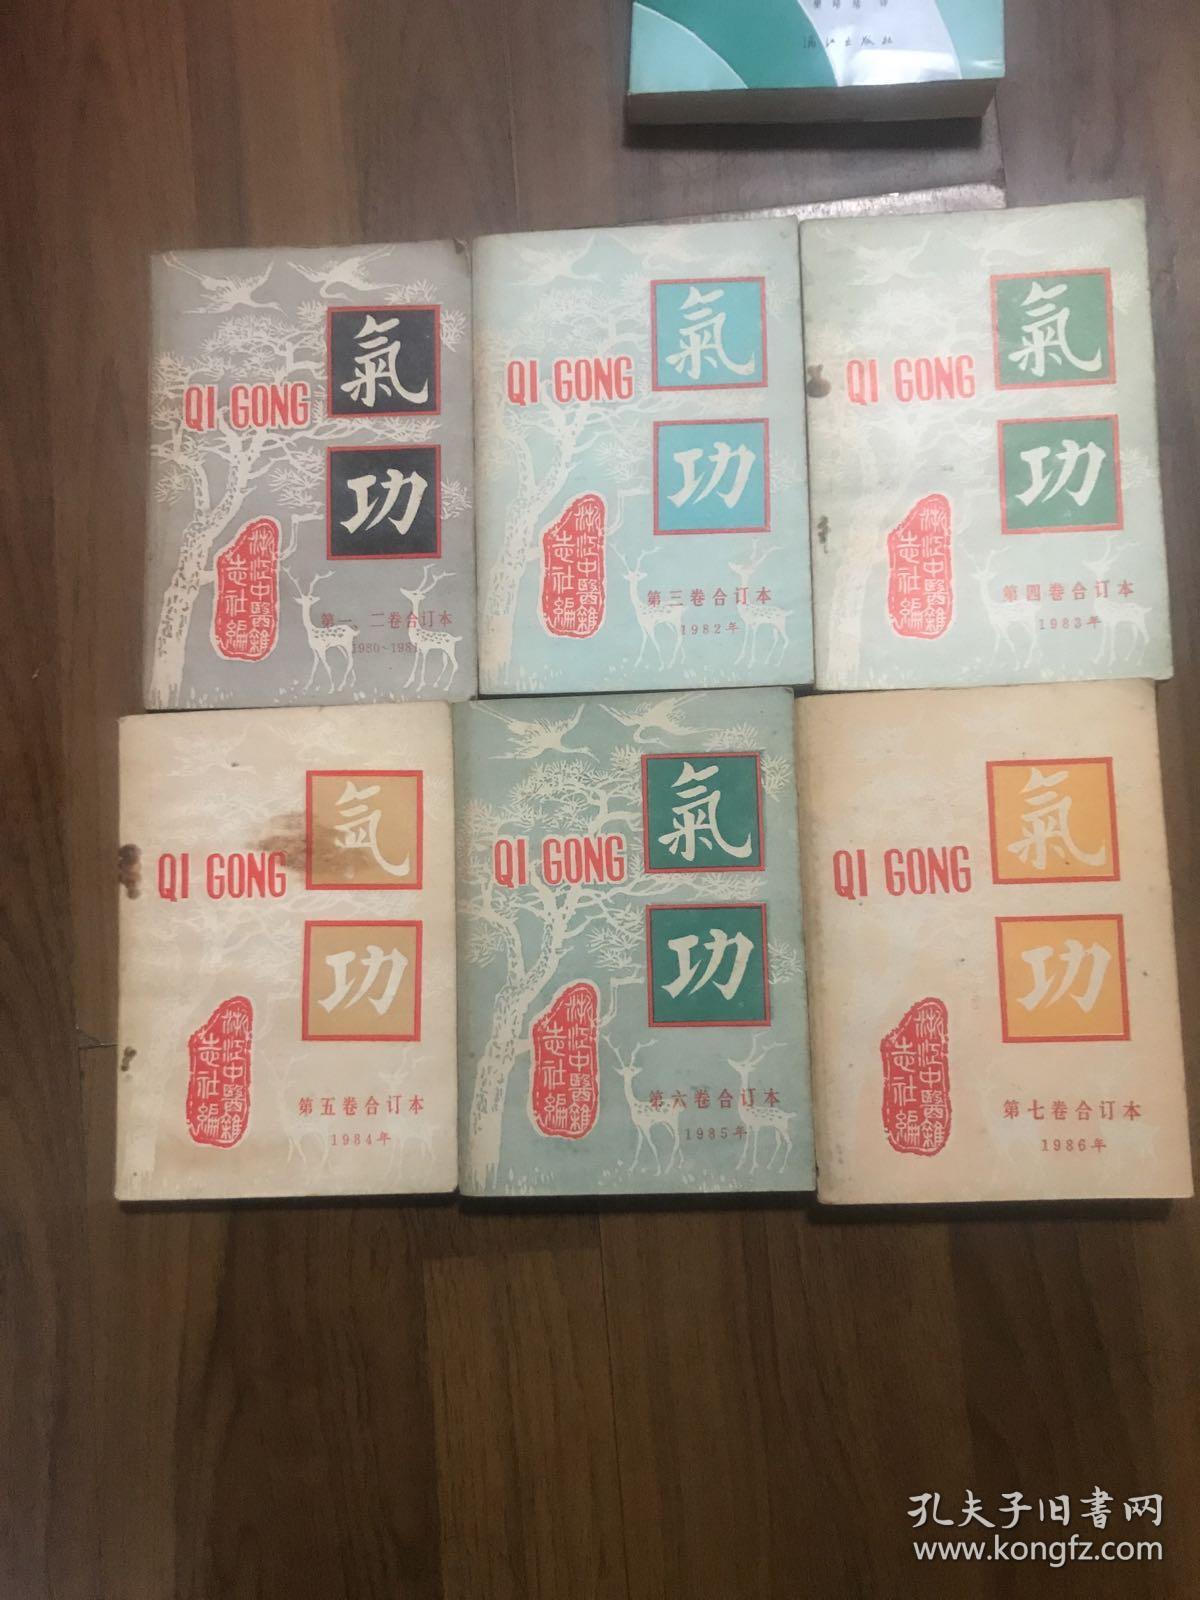 漓江出版社
氣
功
QI GONG
浙江中醫雜
志社編
第一、二卷合订本
1980~1981
氣
功
QI GONG
浙江中醫雜
志社編
第三卷合订本
1982年
氣
功
QI GONG
浙江中醫雜
志社編
第四卷合订本
1983年
氣
功
QI GONG
浙江中醫雜
志社編
第五卷合订本
1984年
氣
功
QI GONG
浙江中醫雜
志社編
第六卷合订本
1985年
氣
功
QI GONG
浙江中醫雜
志社編
第七卷合订本
1986年
孔夫子旧书网
www.kongfz.com